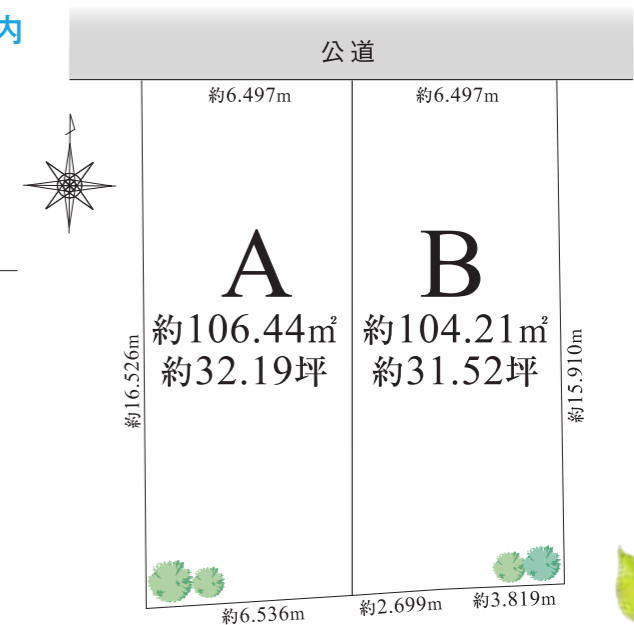 内
公道
約6.497m
約6.497m
A
約106.44㎡
約32.19坪
B
約104.21㎡
約31.52坪
約16.526m
約15.910m
約6.536m
約2.699m
約3.819m